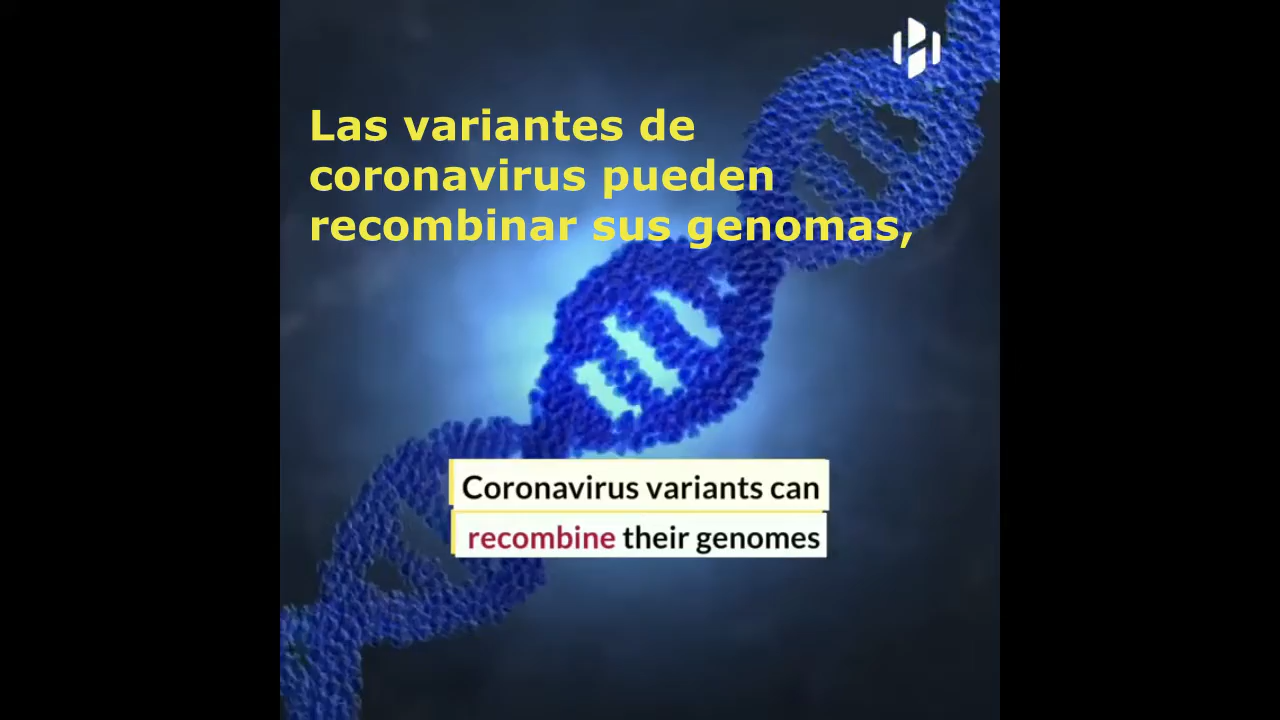 Las variantes de
coronavirus pueden
recombinar sus genomas,
Coronavirus variants can
recombine their genomes